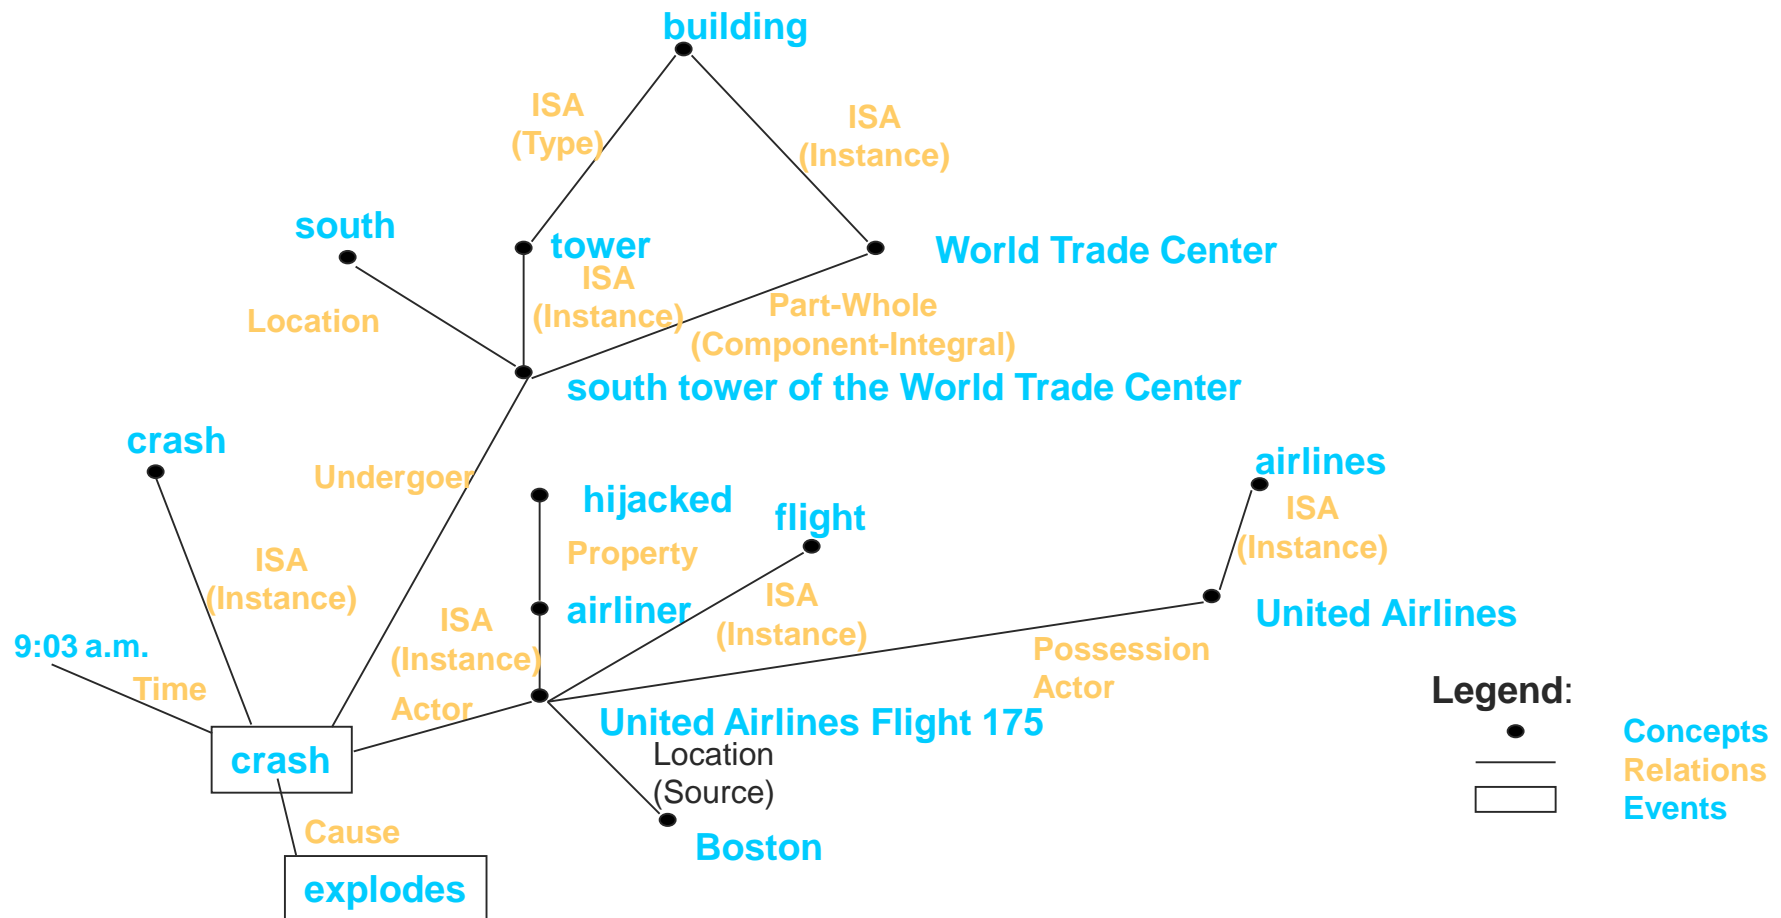 building
ISA
(Type)
ISA
(Instance)
south
tower
World Trade Center
ISA
(Instance)
Location
Part-Whole
(Component-Integral)
south tower of the World Trade Center
crash
Undergoer
airlines
hijacked
flight
ISA
(Instance)
Property
ISA
(Instance)
airliner
ISA
(Instance)
ISA
(Instance)
United Airlines
9:03 a.m.
Time
Possession
Actor
Actor
United Airlines Flight 175
Location
(Source)
crash
Cause
Boston
explodes
Legend:
Concepts
Relations
Events